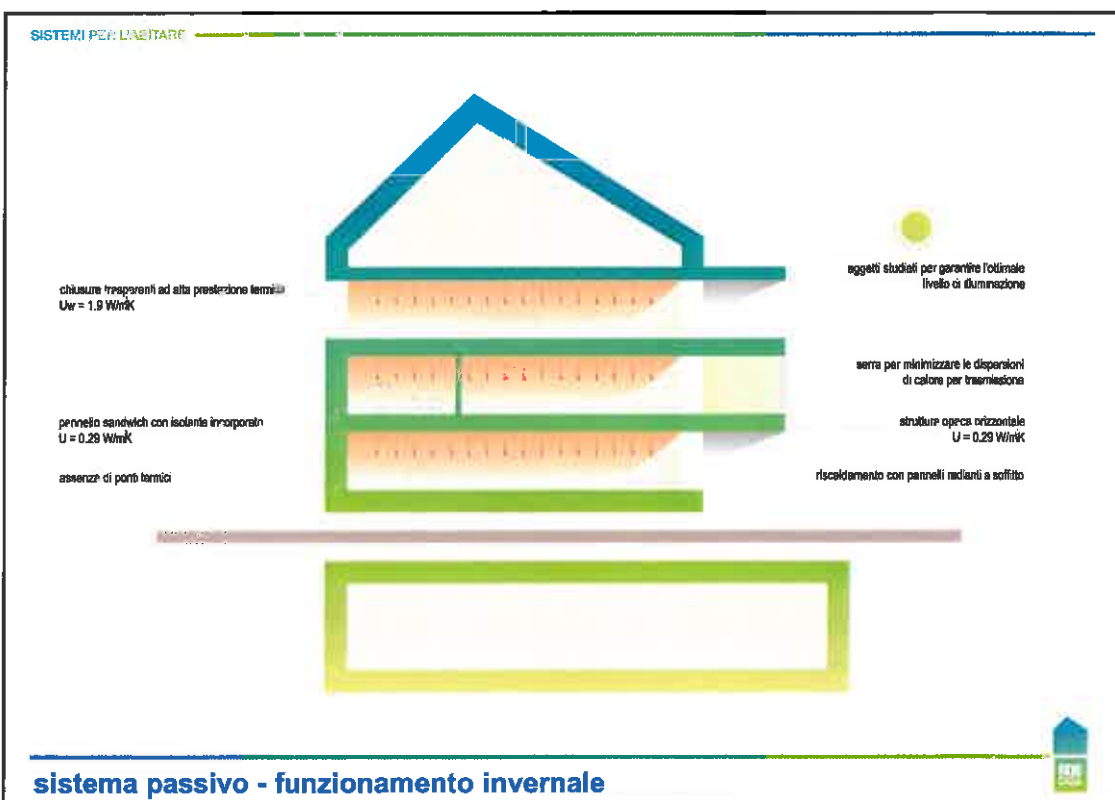 SISTEMI PER L'ABITARE
chiusure trasparenti ad alta prestazione termica
Uw = 1.9 W/mK
pannello sandwich con isolante incorporato
U = 0.29 W/mK
assenza di ponti termici
aggetti studiati per garantire l'ottimale
livello di illuminazione
serra per minimizzare le dispersioni
di calore per trasmissione
strutture opaca orizzontale
U = 0.29 W/mK
riscaldamento con pannelli radianti a soffitto
sistema passivo - funzionamento invernale